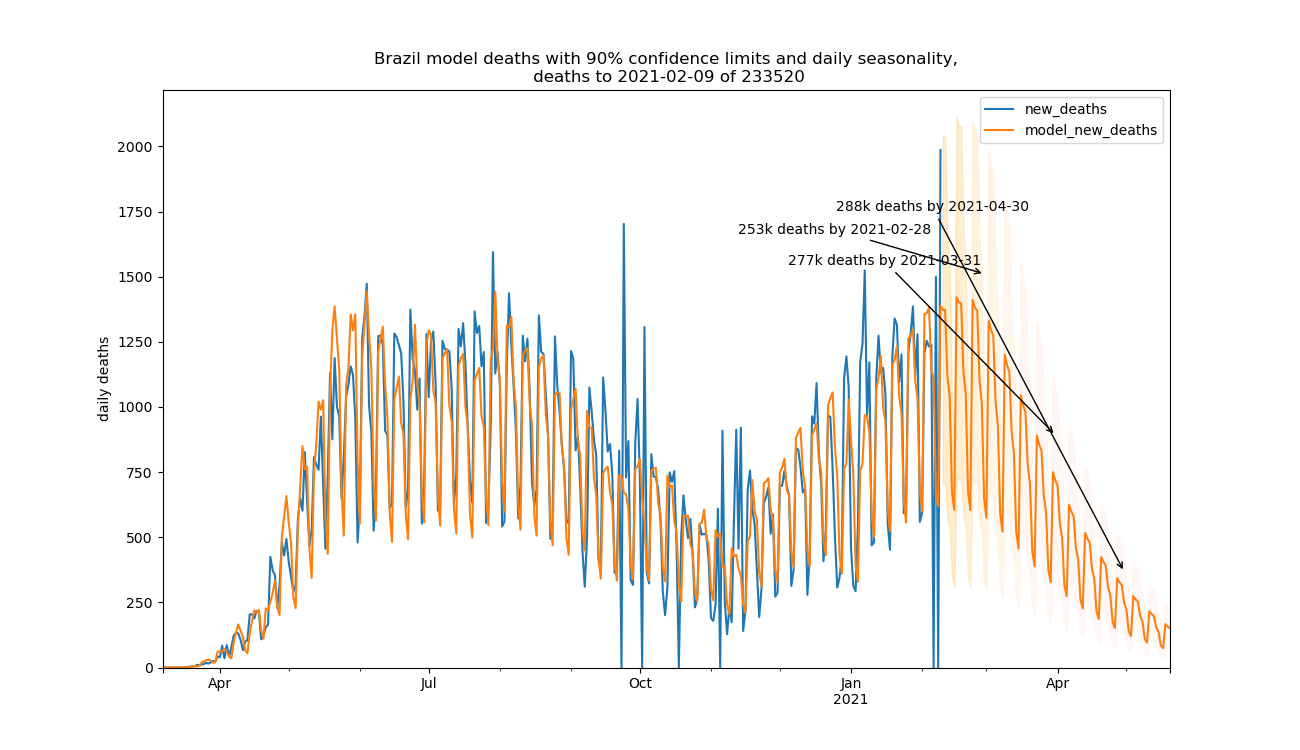 Brazil model deaths with 90% confidence limits and daily seasonality,
deaths to 2021-02-09 of 233520
new_deaths
model_new_deaths
288k deaths by 2021-04-30
253k deaths by 2021-02-28
277k deaths by 2021-03-31
daily deaths
2000
1750
1500
1250
1000
750
500
250
0
Apr
Jul
Oct
Jan
2021
Apr